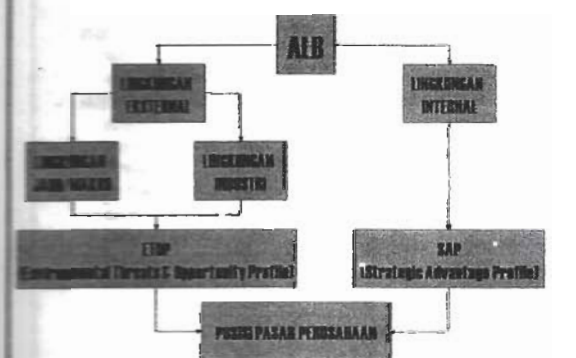 ALB
LINGKUNGAN
EKSTERNAL
LINGKUNGAN
INTERNAL
LINGKUNGAN
LINGKUNGAN
INDUSTRI
ETOP
(Environmental Threats & Opportunity Profile)
SAP
(Strategic Advantage Profile)
POSISI PASAR PERUSAHAAN